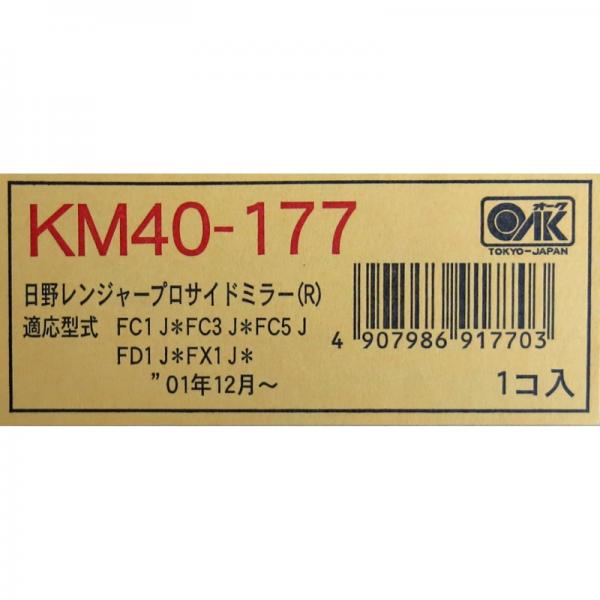 KM40-177
オーク
OAK
TOKYO-JAPAN
日野レンジャープロサイドミラー(R)
適応型式 FC1 J*FC3 J*FC5 J
FD1 J*FX1 J*
”01年12月~
4 907986 917703
1コ入